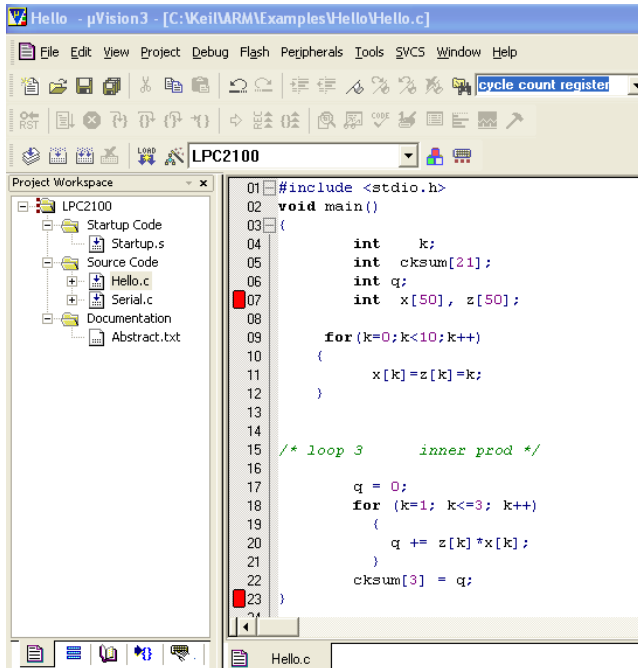 Hello - µVision3 - [C:\Keil\ARM\Examples\Hello\Hello.c]
File Edit View Project Debug Flash Peripherals Tools SVCS Window Help
cycle count register
RST
CODE
LOAD
LPC2100
Project Workspace
LPC2100
Startup Code
Startup.s
Source Code
Hello.c
Serial.c
Documentation
Abstract.txt
01 #include <stdio.h>
02 void main()
03 {
04 int k;
05 int cksum[21];
06 int q;
07 int x[50], z[50];
08
09 for(k=0;k<10;k++)
10 {
11 x[k]=z[k]=k;
12 }
13
14
15 /* loop 3 inner prod */
16
17 q = 0;
18 for (k=1; k<=3; k++)
19 {
20 q += z[k]*x[k];
21 }
22 cksum[3] = q;
23 }
24
Hello.c